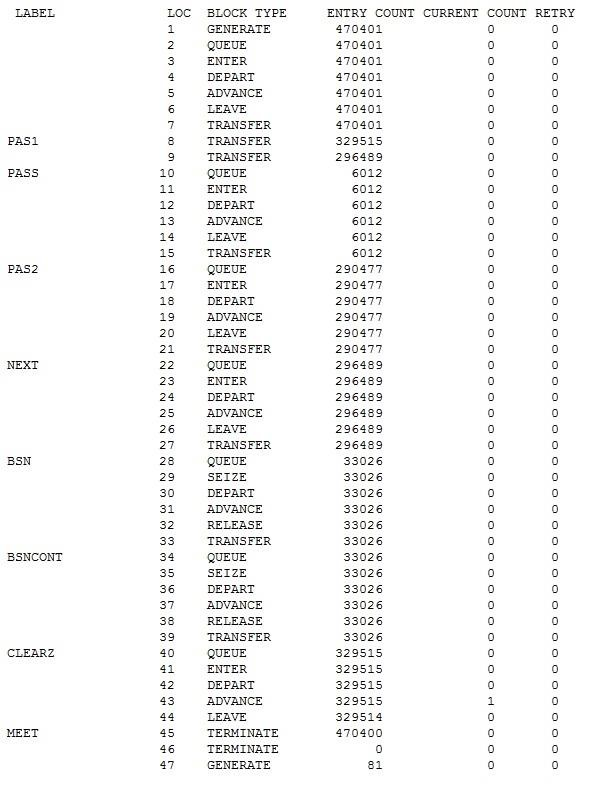 LABEL LOC BLOCK TYPE ENTRY COUNT CURRENT COUNT RETRY
1 GENERATE 470401 0 0
2 QUEUE 470401 0 0
3 ENTER 470401 0 0
4 DEPART 470401 0 0
5 ADVANCE 470401 0 0
6 LEAVE 470401 0 0
7 TRANSFER 470401 0 0
PAS1 8 TRANSFER 329515 0 0
9 TRANSFER 296489 0 0
PASS 10 QUEUE 6012 0 0
11 ENTER 6012 0 0
12 DEPART 6012 0 0
13 ADVANCE 6012 0 0
14 LEAVE 6012 0 0
15 TRANSFER 6012 0 0
PAS2 16 QUEUE 290477 0 0
17 ENTER 290477 0 0
18 DEPART 290477 0 0
19 ADVANCE 290477 0 0
20 LEAVE 290477 0 0
21 TRANSFER 290477 0 0
NEXT 22 QUEUE 296489 0 0
23 ENTER 296489 0 0
24 DEPART 296489 0 0
25 ADVANCE 296489 0 0
26 LEAVE 296489 0 0
27 TRANSFER 296489 0 0
BSN 28 QUEUE 33026 0 0
29 SEIZE 33026 0 0
30 DEPART 33026 0 0
31 ADVANCE 33026 0 0
32 RELEASE 33026 0 0
33 TRANSFER 33026 0 0
BSNCONT 34 QUEUE 33026 0 0
35 SEIZE 33026 0 0
36 DEPART 33026 0 0
37 ADVANCE 33026 0 0
38 RELEASE 33026 0 0
39 TRANSFER 33026 0 0
CLEARZ 40 QUEUE 329515 0 0
41 ENTER 329515 0 0
42 DEPART 329515 0 0
43 ADVANCE 329515 1 0
44 LEAVE 329514 0 0
MEET 45 TERMINATE 470400 0 0
46 TERMINATE 0 0 0
47 GENERATE 81 0 0